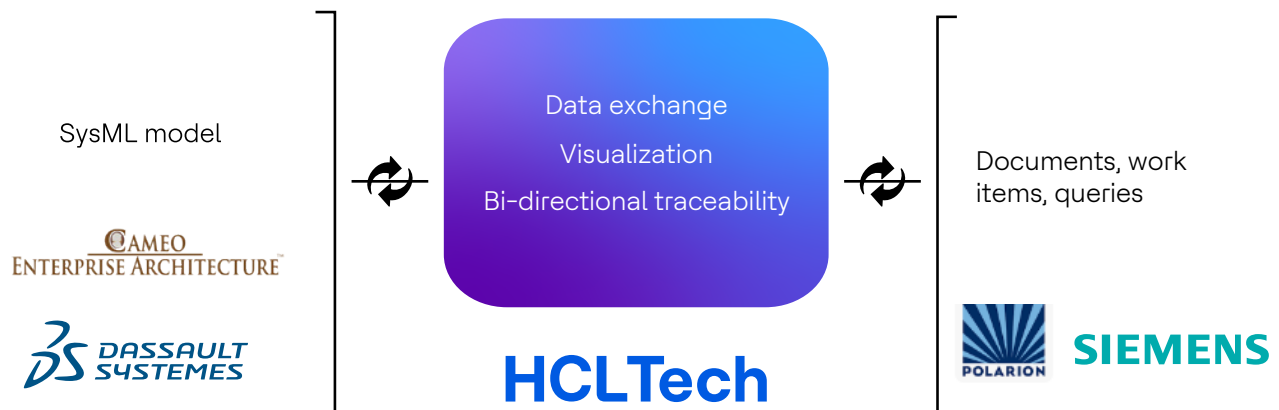 SysML model
CAMEO
ENTERPRISE ARCHITECTURE™
DASSAULT
SYSTEMES
Data exchange
Visualization
Bi-directional traceability
HCLTech
Documents, work
items, queries
POLARION
SIEMENS